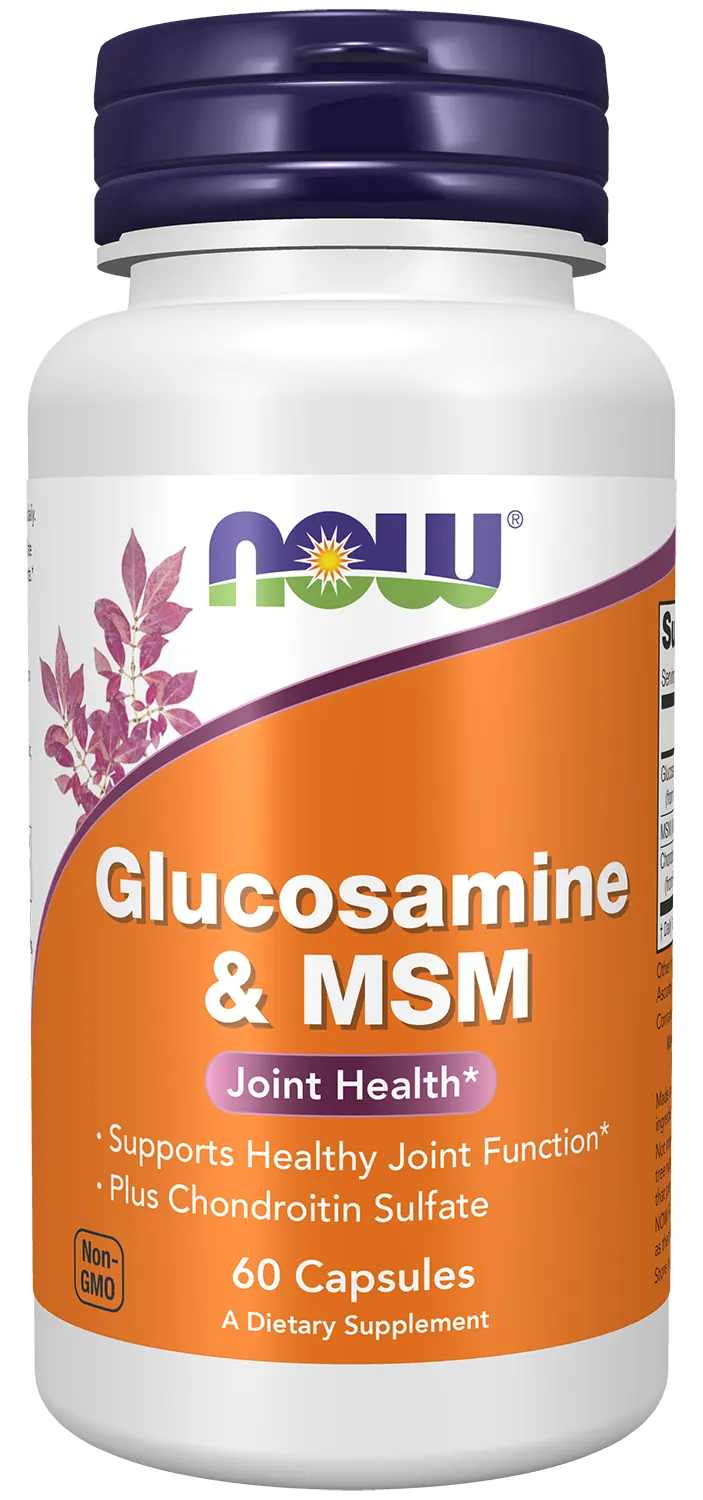 now®
Glucosamine
& MSM
Joint Health*
• Supports Healthy Joint Function*
• Plus Chondroitin Sulfate
Non-
GMO
60 Capsules
A Dietary Supplement